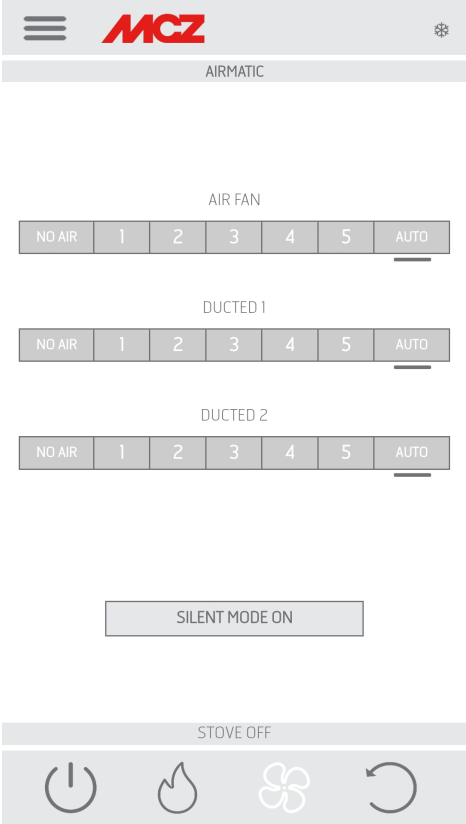 MCZ
AIRMATIC
AIR FAN
NO AIR 1 2 3 4 5 AUTO
DUCTED 1
NO AIR 1 2 3 4 5 AUTO
DUCTED 2
NO AIR 1 2 3 4 5 AUTO
SILENT MODE ON
STOVE OFF